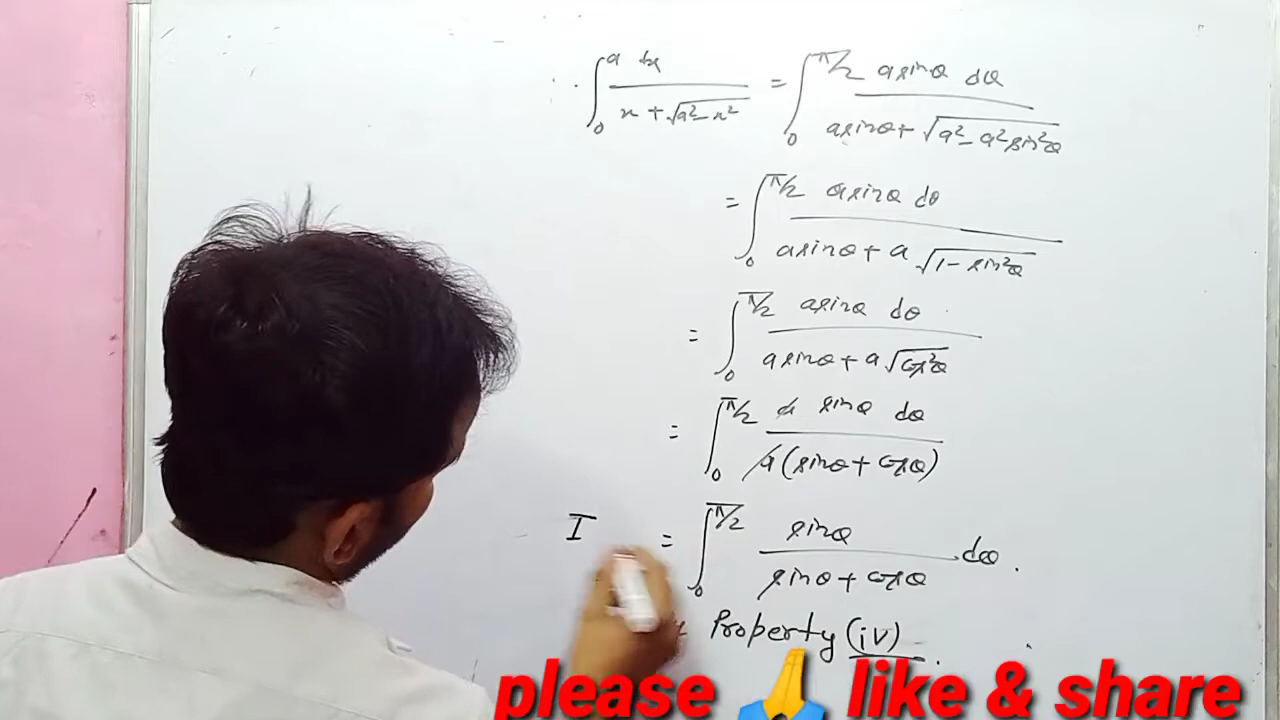 ∫₀ᵃ dx / (x + √(a² - x²)) = ∫₀^(π/2) a sinθ dθ / (a sinθ + √(a² - a² sin²θ))
= ∫₀^(π/2) a sinθ dθ / (a sinθ + a √(1 - sin²θ))
= ∫₀^(π/2) a sinθ dθ / (a sinθ + a √(cos²θ))
= ∫₀^(π/2) a sinθ dθ / (a (sinθ + cosθ))
I = ∫₀^(π/2) sinθ / (sinθ + cosθ) dθ .
Property (iv) .
please 🙏 like & share